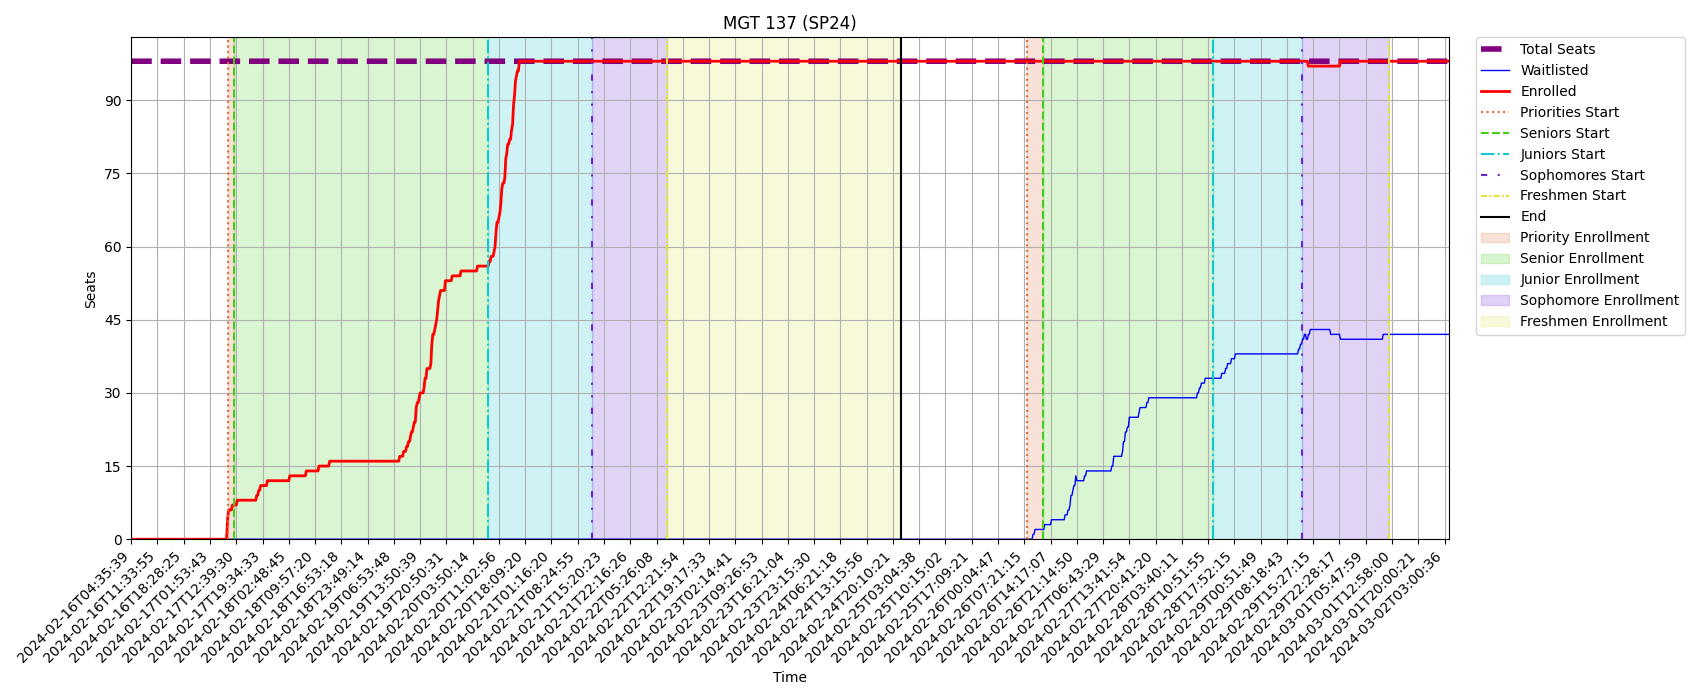 MGT 137 (SP24)
Total Seats
Waitlisted
Enrolled
Priorities Start
Seniors Start
Juniors Start
Sophomores Start
Freshmen Start
End
Priority Enrollment
Senior Enrollment
Junior Enrollment
Sophomore Enrollment
Freshmen Enrollment
Seats
90
75
60
45
30
15
0
2024-02-16T04:35:39
2024-02-16T11:33:55
2024-02-16T18:28:25
2024-02-17T01:53:43
2024-02-17T12:39:30
2024-02-17T19:34:33
2024-02-18T02:48:45
2024-02-18T09:57:20
2024-02-18T16:53:18
2024-02-18T23:49:14
2024-02-19T06:53:48
2024-02-19T13:50:39
2024-02-19T20:50:31
2024-02-20T03:50:14
2024-02-20T11:02:56
2024-02-20T18:09:20
2024-02-21T01:16:20
2024-02-21T08:24:55
2024-02-21T15:20:23
2024-02-21T22:16:26
2024-02-22T05:26:08
2024-02-22T12:21:54
2024-02-22T19:17:33
2024-02-23T02:14:41
2024-02-23T09:26:53
2024-02-23T16:21:04
2024-02-23T23:15:30
2024-02-24T06:21:18
2024-02-24T13:15:56
2024-02-24T20:10:21
2024-02-25T03:04:38
2024-02-25T10:15:02
2024-02-25T17:09:21
2024-02-26T00:04:47
2024-02-26T07:21:15
2024-02-26T14:17:07
2024-02-26T21:14:50
2024-02-27T06:43:29
2024-02-27T13:41:54
2024-02-27T20:41:20
2024-02-28T03:40:11
2024-02-28T10:51:55
2024-02-28T17:52:15
2024-02-29T00:51:49
2024-02-29T08:18:43
2024-02-29T15:27:15
2024-02-29T22:28:17
2024-03-01T05:47:59
2024-03-01T12:58:00
2024-03-01T20:00:21
2024-03-02T03:00:36
Time